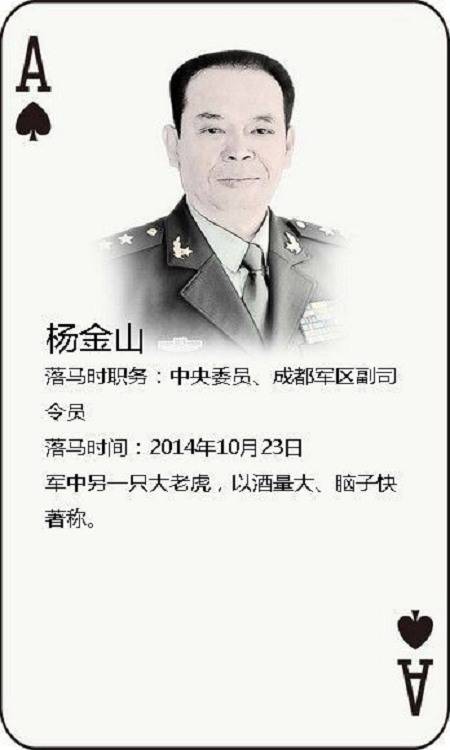 A
杨金山
落马时职务：中央委员、成都军区副司
令员
落马时间：2014年10月23日
军中另一只大老虎，以酒量大、脑子快
著称。
A